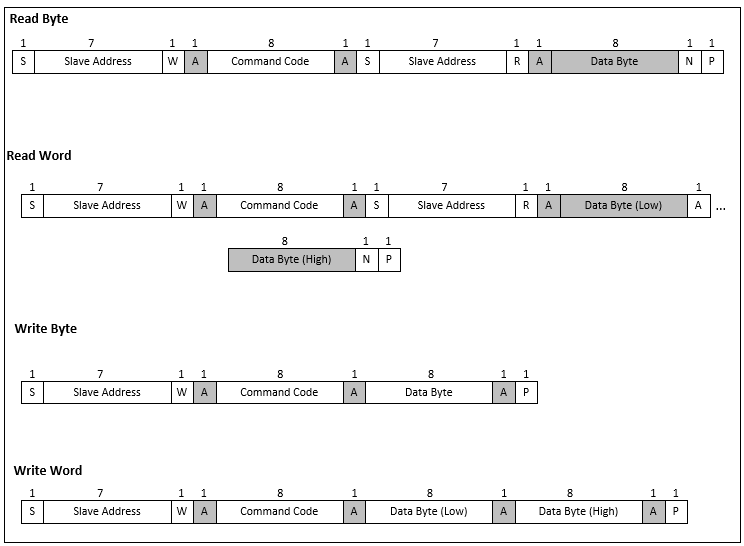 Read Byte
1 7 1 1 8 1 1 7 1 1 8 1 1
S Slave Address W A Command Code A S Slave Address R A Data Byte N P
Read Word
1 7 1 1 8 1 1 7 1 1 8 1
S Slave Address W A Command Code A S Slave Address R A Data Byte (Low) A ...
8 1 1
Data Byte (High) N P
Write Byte
1 7 1 1 8 1 8 1 1
S Slave Address W A Command Code A Data Byte A P
Write Word
1 7 1 1 8 1 8 1 8 1 1
S Slave Address W A Command Code A Data Byte (Low) A Data Byte (High) A P